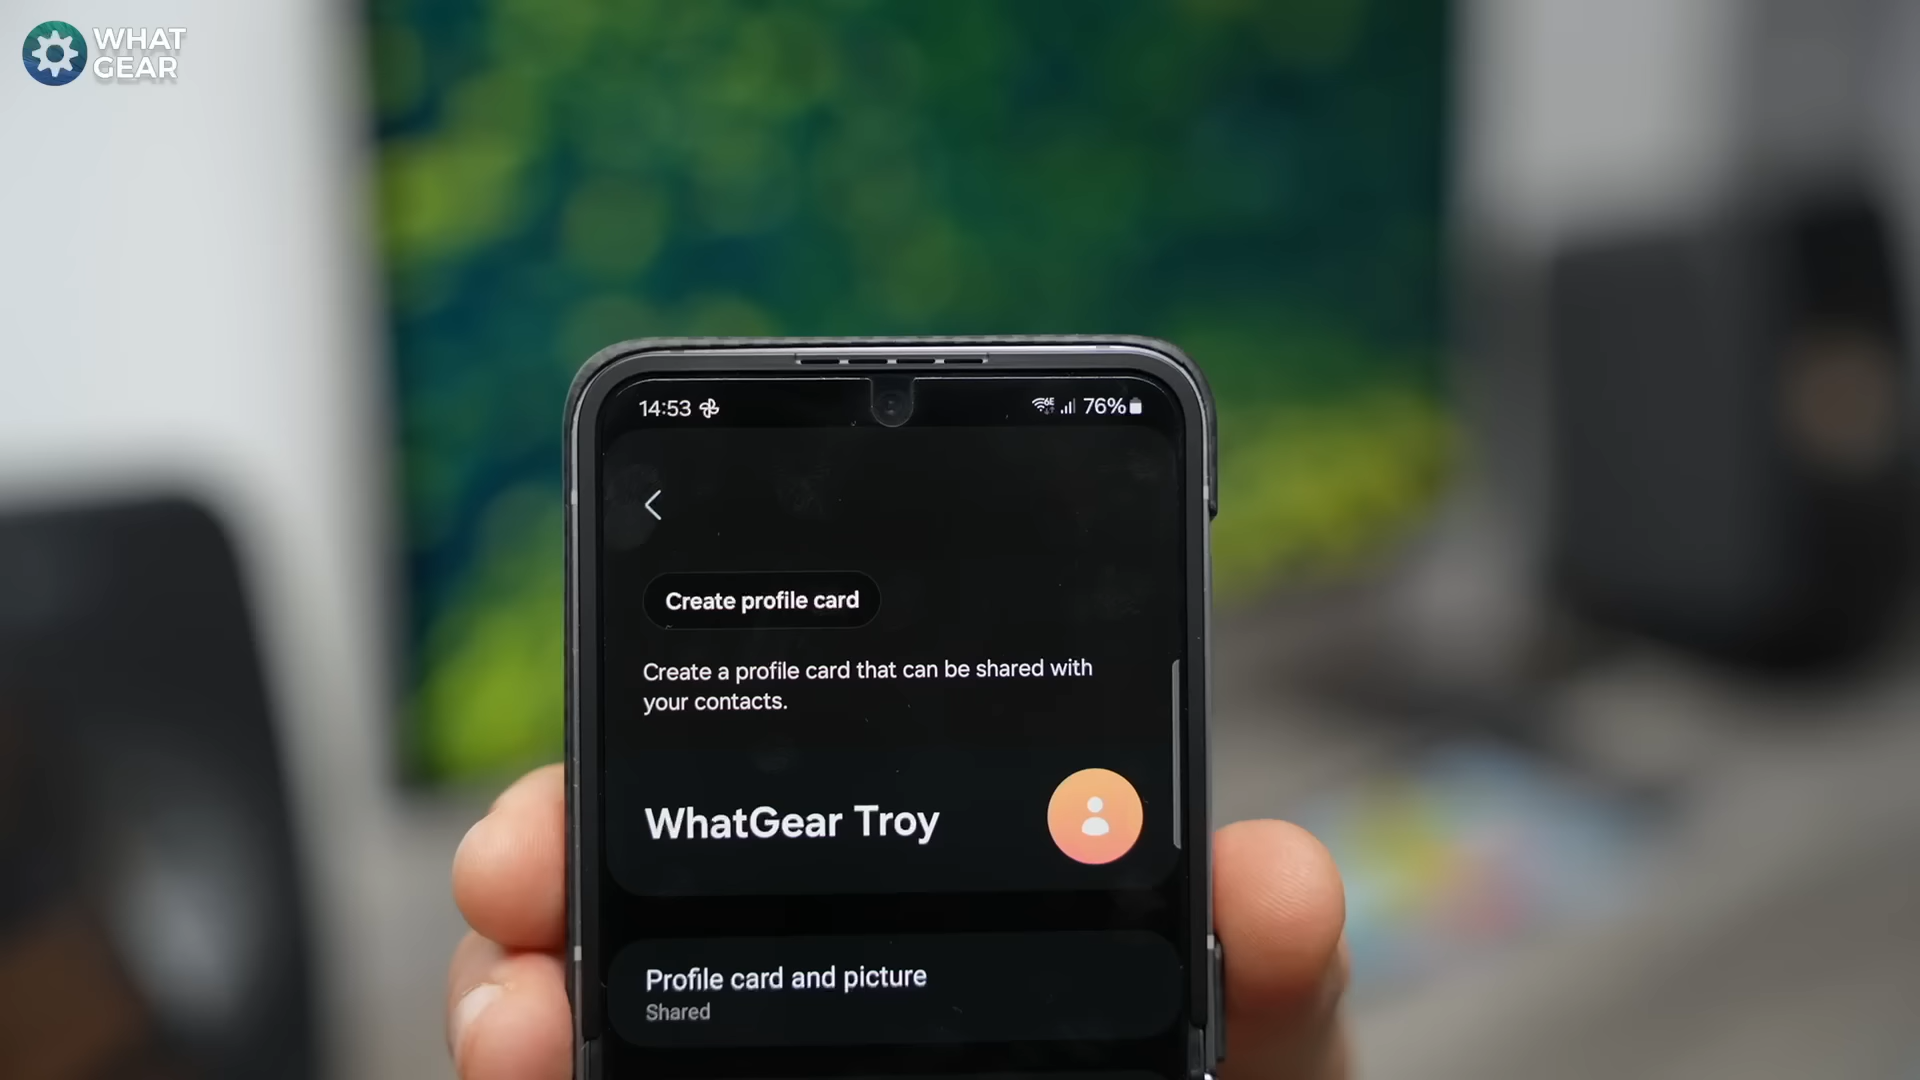 WHAT
GEAR
14:53
6E
76%
Create profile card
Create a profile card that can be shared with
your contacts.
WhatGear Troy
Profile card and picture
Shared